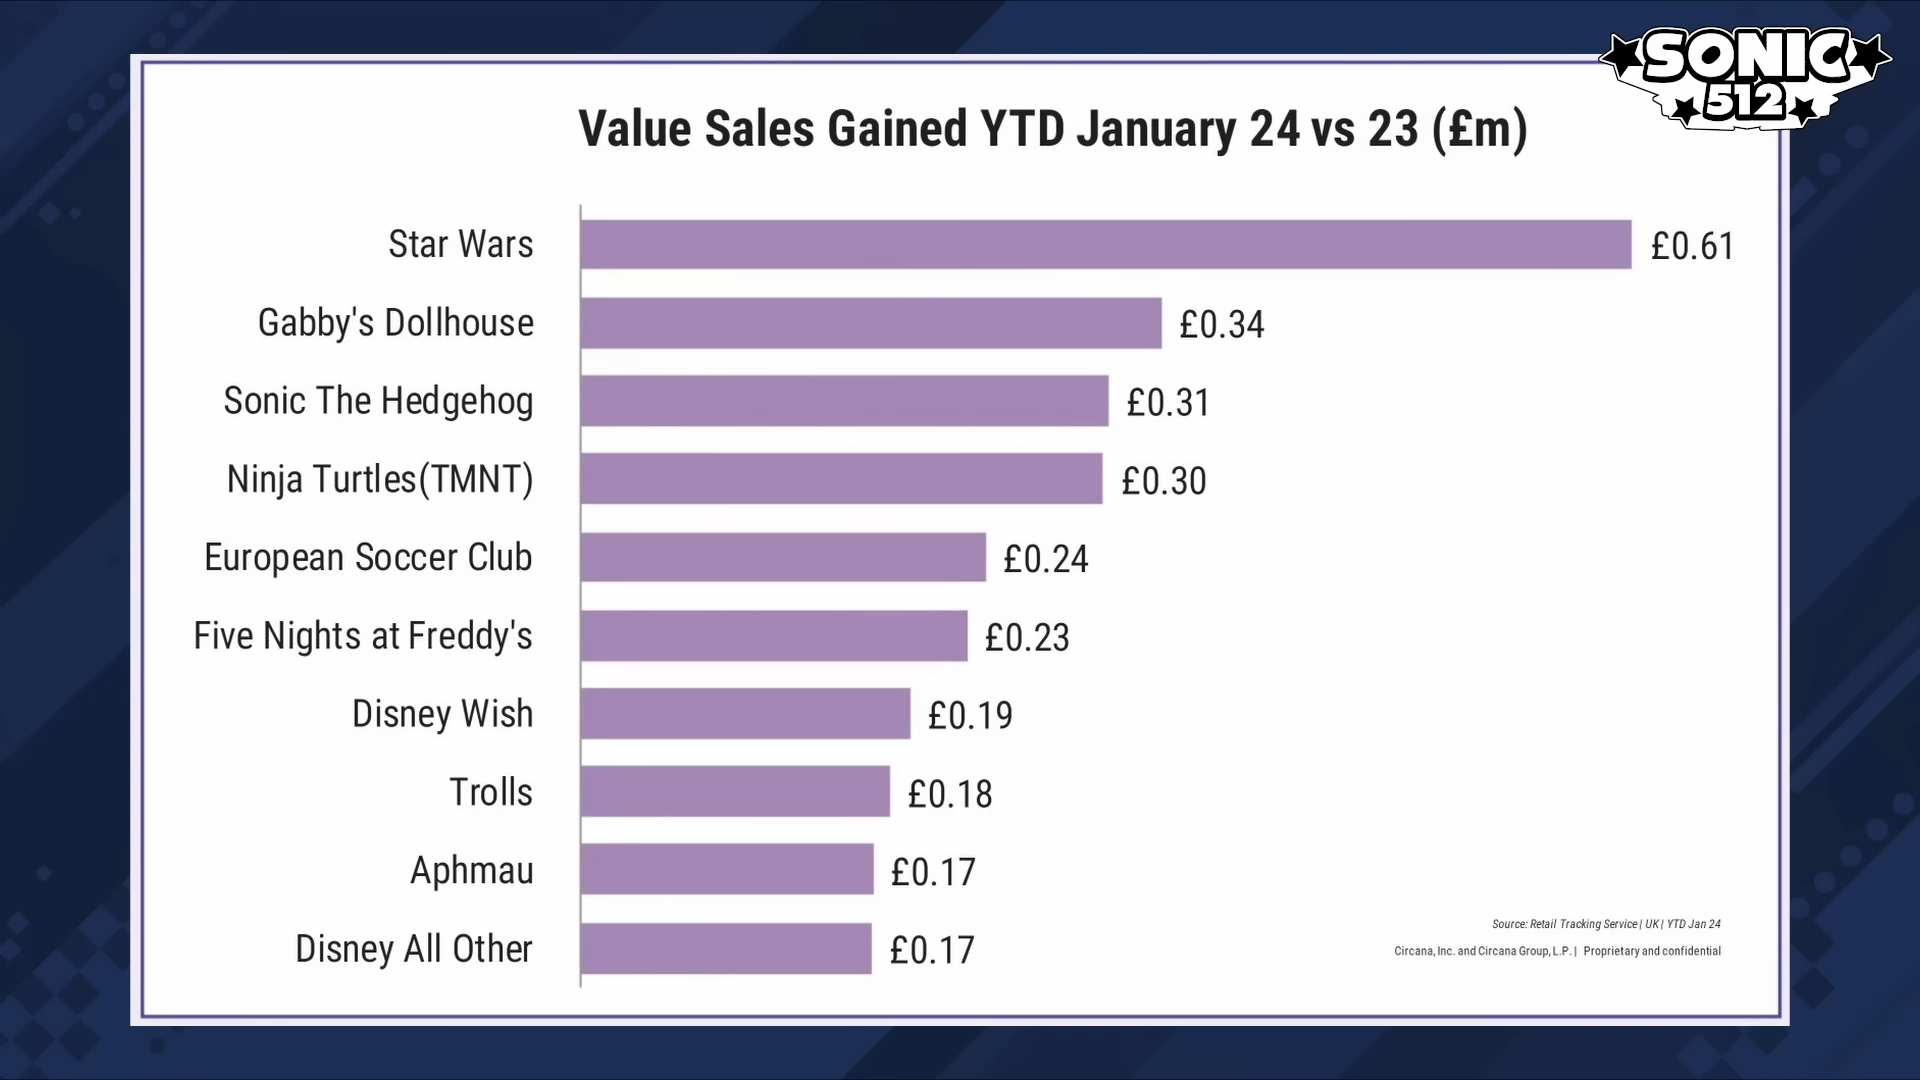 SONIC
512
Value Sales Gained YTD January 24 vs 23 (£m)
Star Wars £0.61
Gabby's Dollhouse £0.34
Sonic The Hedgehog £0.31
Ninja Turtles(TMNT) £0.30
European Soccer Club £0.24
Five Nights at Freddy's £0.23
Disney Wish £0.19
Trolls £0.18
Aphmau £0.17
Disney All Other £0.17
Source: Retail Tracking Service | UK | YTD Jan 24
Circana, Inc. and Circana Group, L.P. | Proprietary and confidential